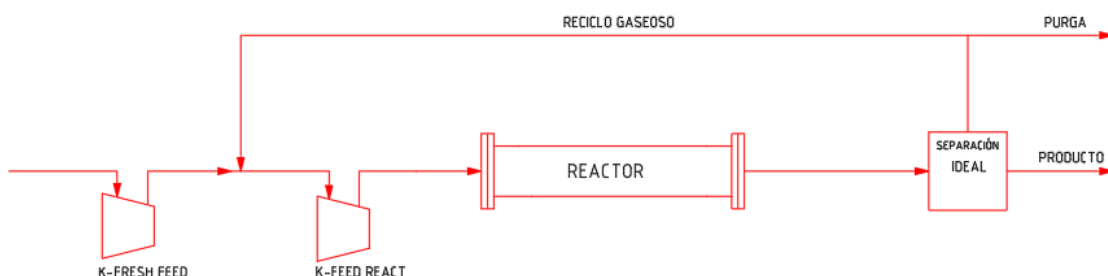 RECICLO GASEOSO
PURGA
REACTOR
SEPARACIÓN
IDEAL
PRODUCTO
K-FRESH FEED
K-FEED REACT